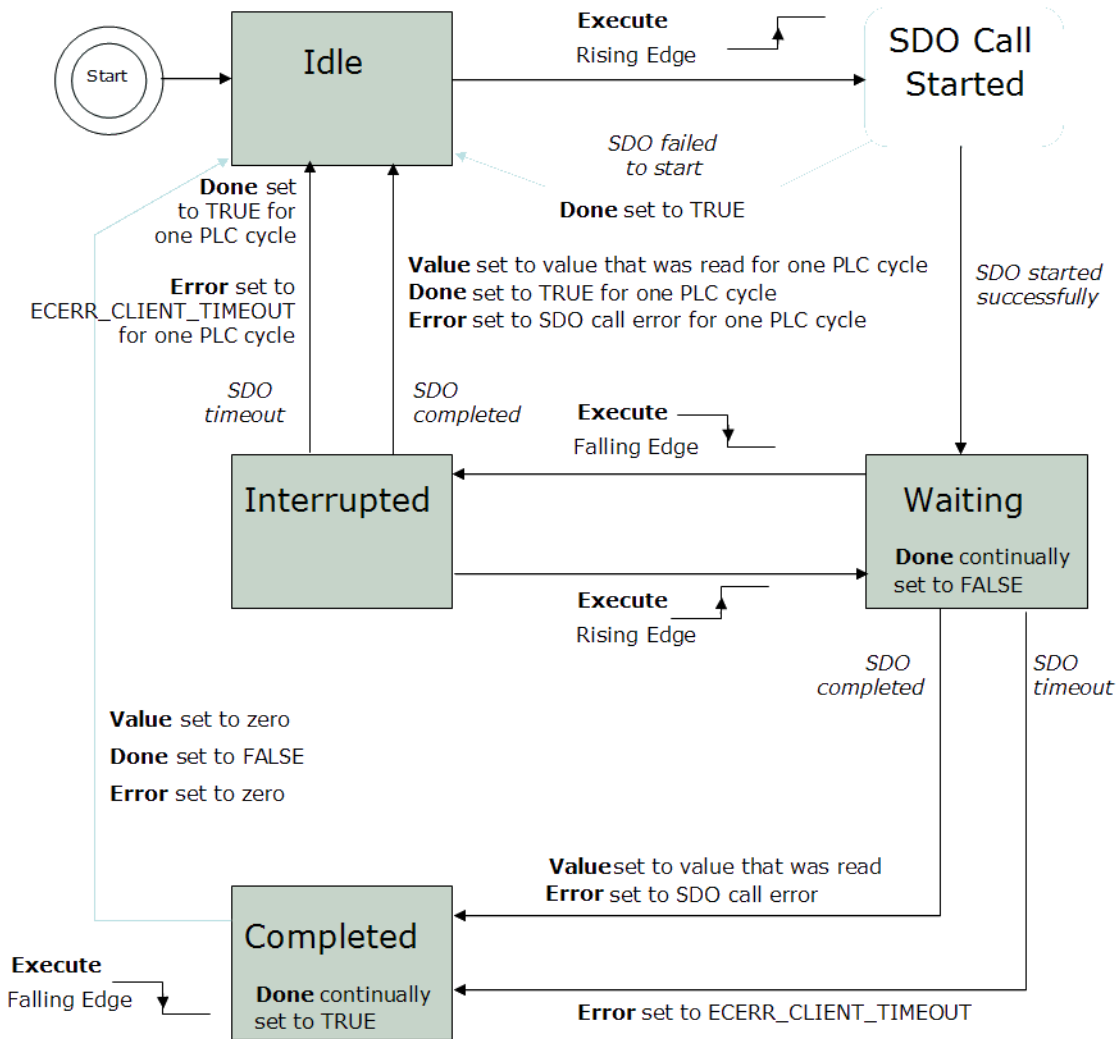 Start
Idle
Execute
Rising Edge
SDO Call
Started
SDO failed
to start
Done set to TRUE
Done set
to TRUE for
one PLC cycle
Error set to
ECERR_CLIENT_TIMEOUT
for one PLC cycle
Value set to value that was read for one PLC cycle
Done set to TRUE for one PLC cycle
Error set to SDO call error for one PLC cycle
SDO started
successfully
SDO
timeout
SDO
completed
Execute
Falling Edge
Interrupted
Waiting
Done continually
set to FALSE
Execute
Rising Edge
SDO
completed
SDO
timeout
Value set to zero
Done set to FALSE
Error set to zero
Valueset to value that was read
Error set to SDO call error
Completed
Done continually
set to TRUE
Execute
Falling Edge
Error set to ECERR_CLIENT_TIMEOUT